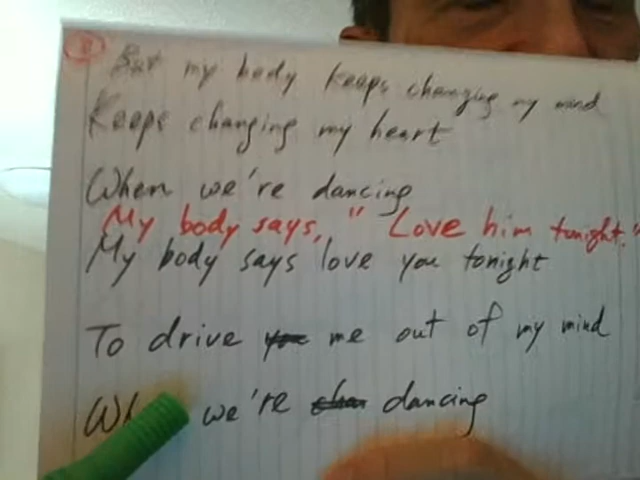 But my body keeps changing my mind
Keeps changing my heart
When we're dancing
My body says, "Love him tonight."
My body says love you tonight
To drive me out of my mind
we're dancing